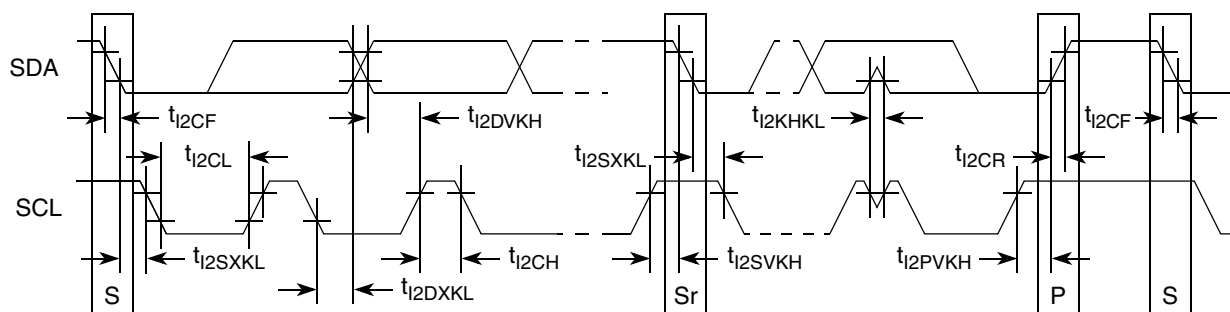 SDA
tI2CF
tI2DVKH
tI2KHKL
tI2CF
tI2CL
tI2SXKL
tI2CR
SCL
tI2SXKL
tI2CH
tI2SVKH
tI2PVKH
tI2DXKL
S
Sr
P
S